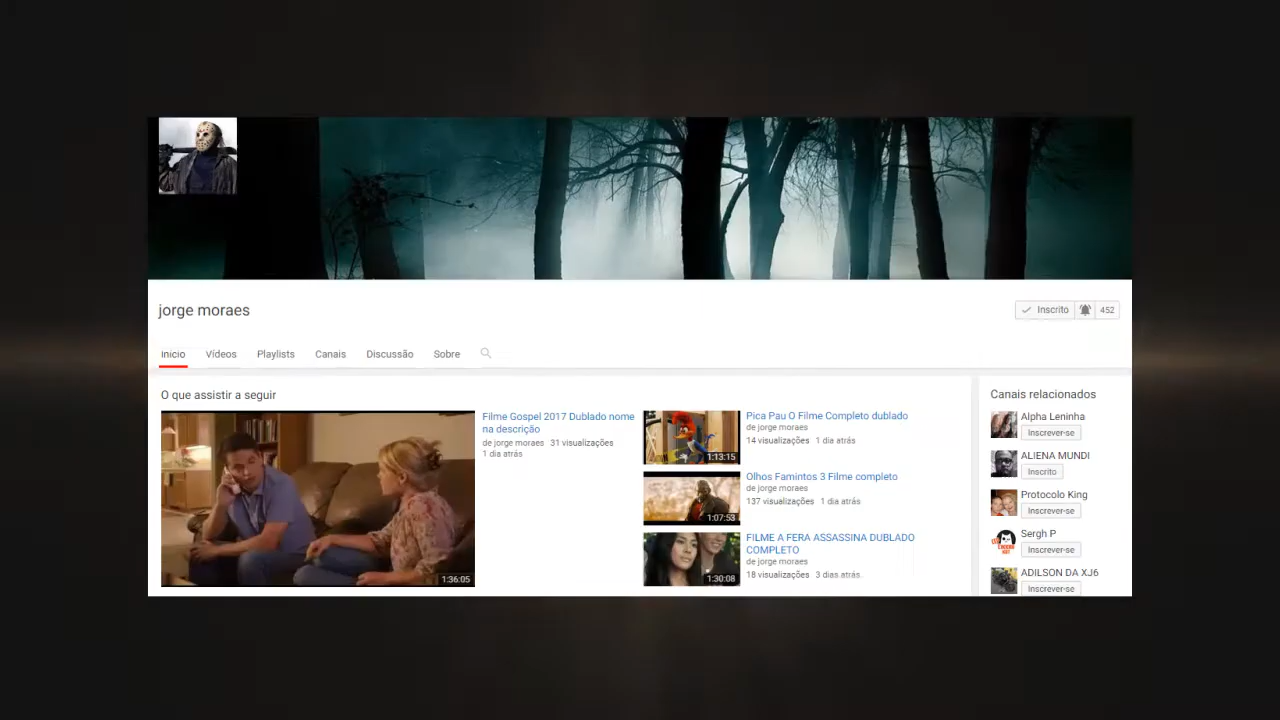 jorge moraes
Inscrito 452
Início Vídeos Playlists Canais Discussão Sobre
O que assistir a seguir
1:36:05
Filme Gospel 2017 Dublado nome
na descrição
de jorge moraes 31 visualizações
1 dia atrás
1:13:15
Pica Pau O Filme Completo dublado
de jorge moraes
14 visualizações 1 dia atrás
1:07:53
Olhos Famintos 3 Filme completo
de jorge moraes
137 visualizações 1 dia atrás
1:30:08
FILME A FERA ASSASSINA DUBLADO
COMPLETO
de jorge moraes
18 visualizações 3 dias atrás
Canais relacionados
Alpha Leninha
Inscrever-se
ALIENA MUNDI
Inscrito
Protocolo King
Inscrever-se
Sergh P
Inscrever-se
ADILSON DA XJ6
Inscrever-se